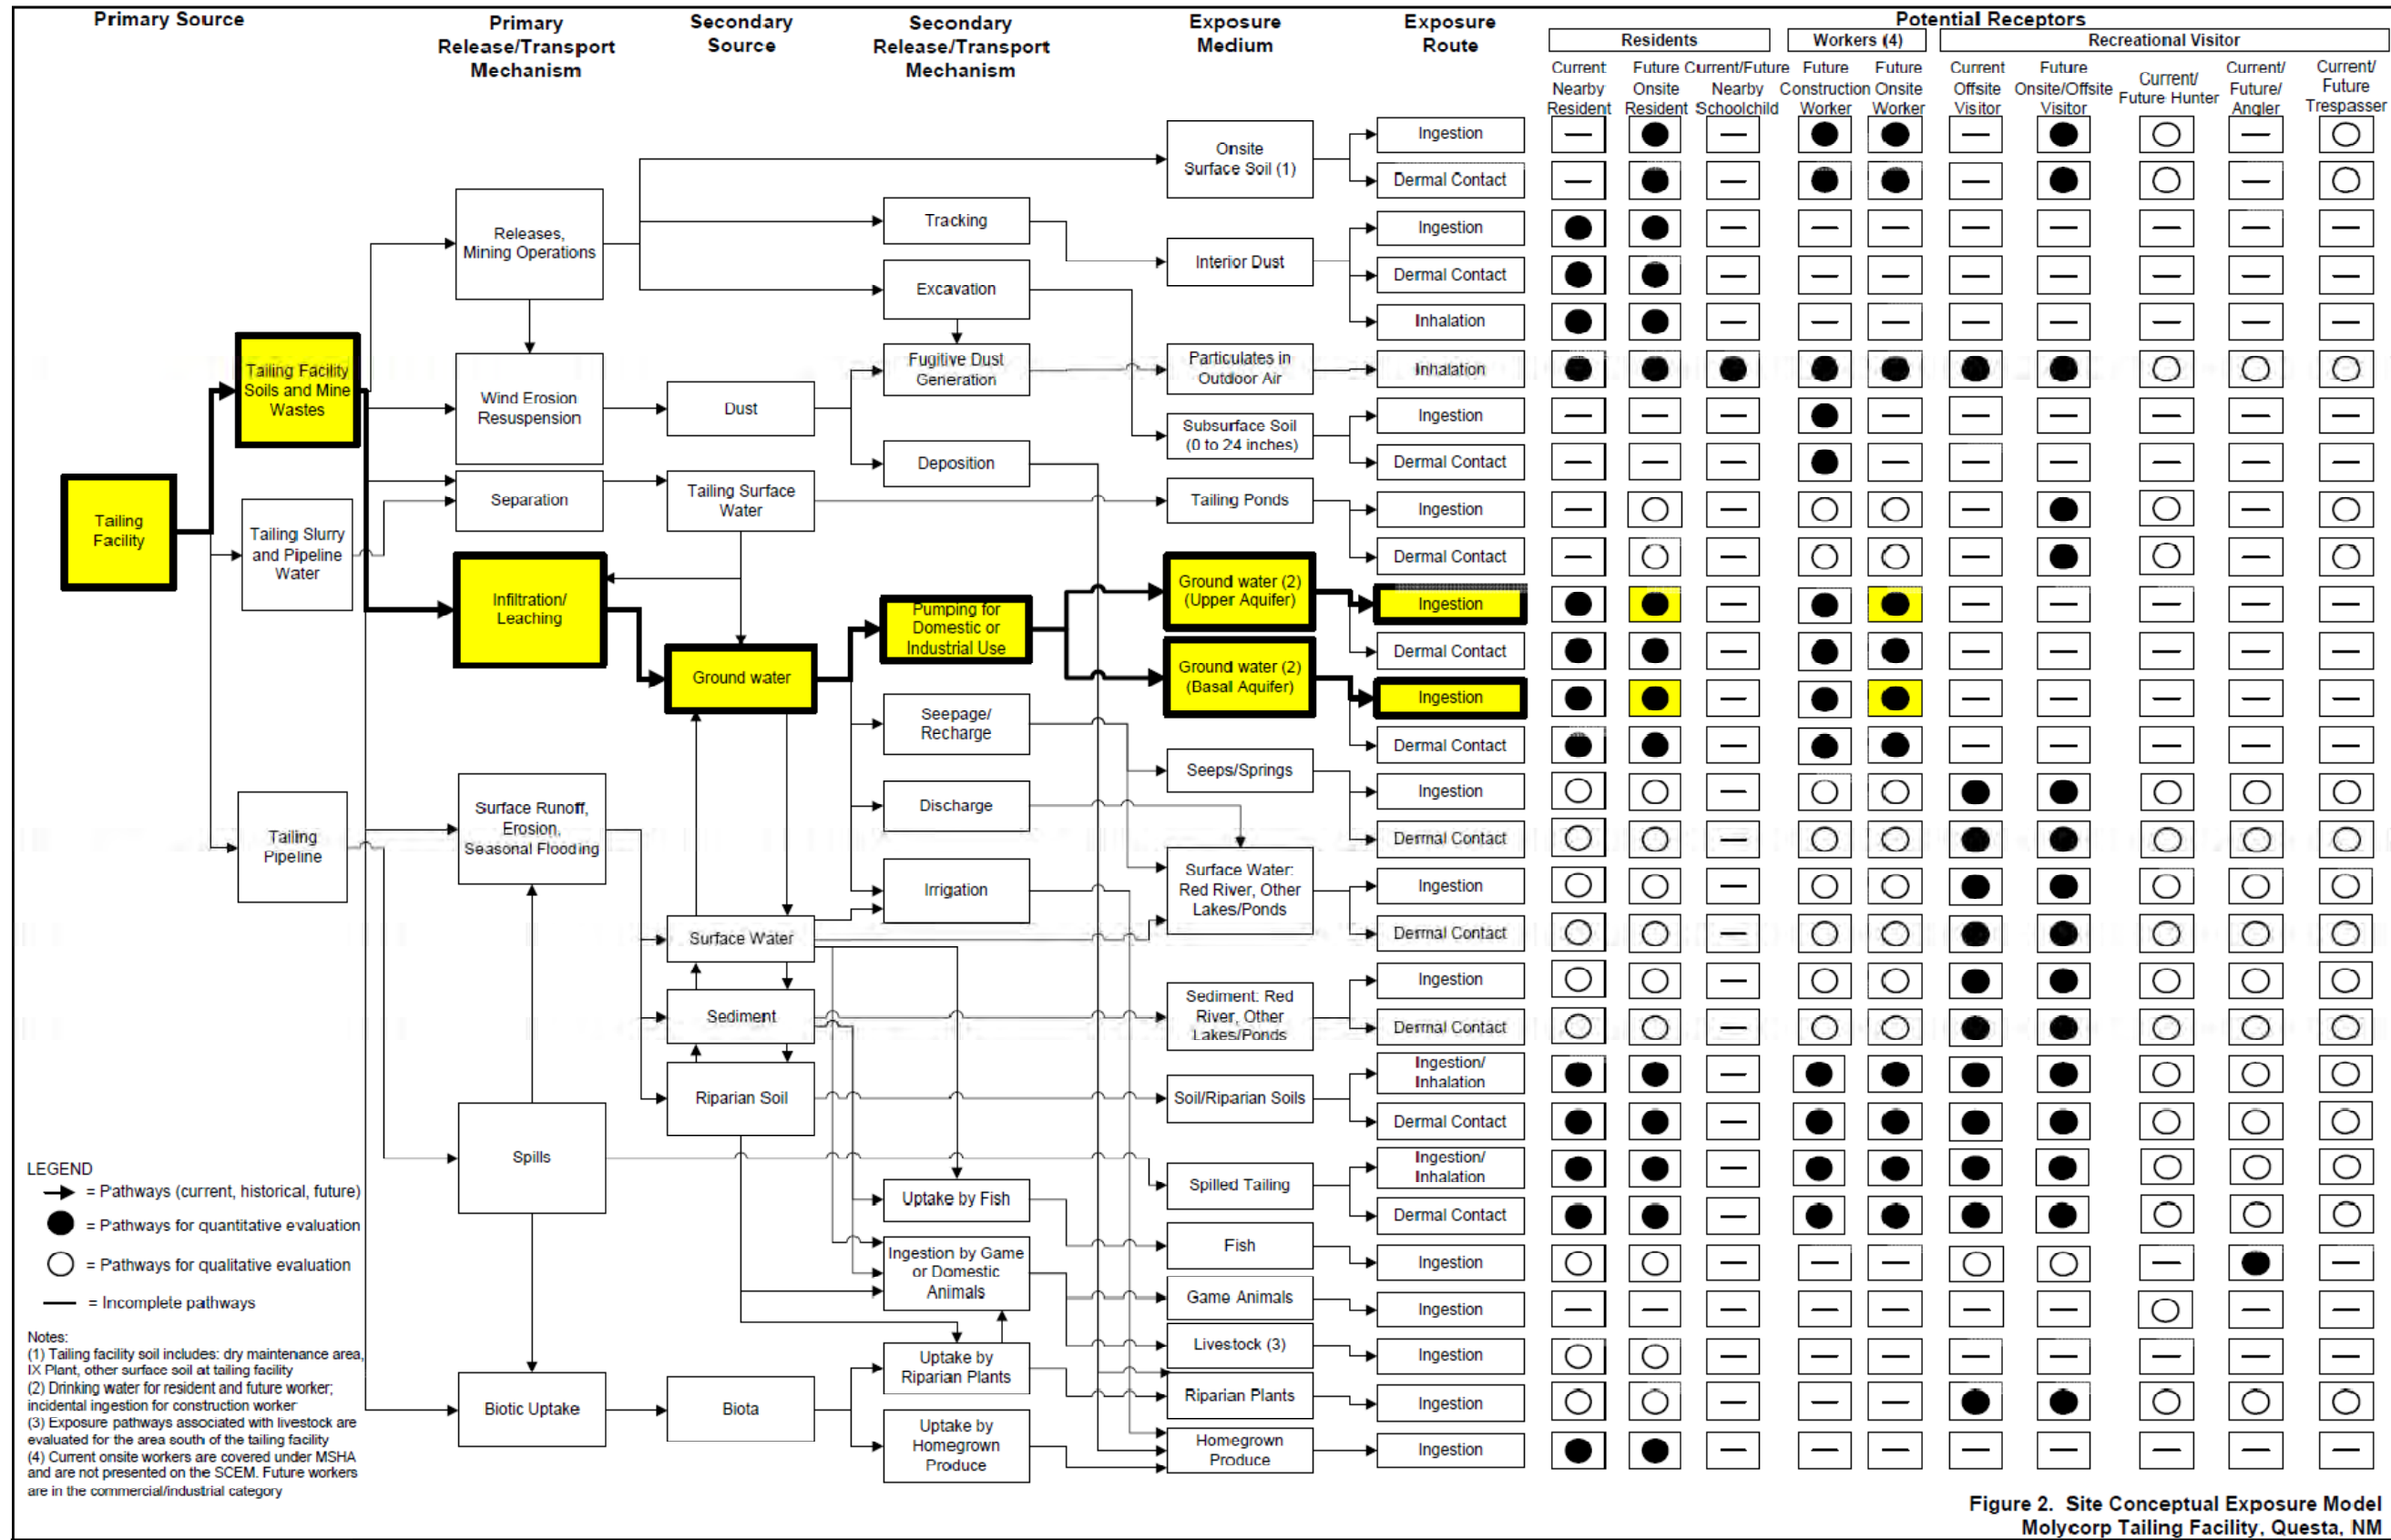 Primary Source
Primary
Release/Transport
Mechanism
Secondary
Source
Secondary
Release/Transport
Mechanism
Exposure
Medium
Exposure
Route
Potential Receptors
Residents
Workers (4)
Recreational Visitor
Current
Nearby
Resident
Future
Onsite
Resident
Current/Future
Nearby
Schoolchild
Future
Construction
Worker
Future
Onsite
Worker
Current
Offsite
Visitor
Future
Onsite/Offsite
Visitor
Current/
Future Hunter
Current/
Future/
Angler
Current/
Future
Trespasser
Tailing
Facility
Tailing Facility
Soils and Mine
Wastes
Tailing Slurry
and Pipeline
Water
Tailing
Pipeline
Releases,
Mining Operations
Wind Erosion
Resuspension
Separation
Infiltration/
Leaching
Surface Runoff,
Erosion,
Seasonal Flooding
Spills
Biotic Uptake
Dust
Tailing Surface
Water
Ground water
Surface Water
Sediment
Riparian Soil
Biota
Tracking
Excavation
Fugitive Dust
Generation
Deposition
Pumping for
Domestic or
Industrial Use
Seepage/
Recharge
Discharge
Irrigation
Uptake by Fish
Ingestion by Game
or Domestic
Animals
Uptake by
Riparian Plants
Uptake by
Homegrown
Produce
Onsite
Surface Soil (1)
Interior Dust
Particulates in
Outdoor Air
Subsurface Soil
(0 to 24 inches)
Tailing Ponds
Ground water (2)
(Upper Aquifer)
Ground water (2)
(Basal Aquifer)
Seeps/Springs
Surface Water:
Red River, Other
Lakes/Ponds
Sediment: Red
River, Other
Lakes/Ponds
Soil/Riparian Soils
Spilled Tailing
Fish
Game Animals
Livestock (3)
Riparian Plants
Homegrown
Produce
Ingestion
Dermal Contact
Ingestion
Dermal Contact
Inhalation
Inhalation
Ingestion
Dermal Contact
Ingestion
Dermal Contact
Ingestion
Dermal Contact
Ingestion
Dermal Contact
Ingestion
Dermal Contact
Ingestion
Dermal Contact
Ingestion
Dermal Contact
Ingestion/
Inhalation
Dermal Contact
Ingestion/
Inhalation
Dermal Contact
Ingestion
Ingestion
Ingestion
Ingestion
Ingestion
LEGEND
= Pathways (current, historical, future)
= Pathways for quantitative evaluation
= Pathways for qualitative evaluation
= Incomplete pathways
Notes:
(1) Tailing facility soil includes: dry maintenance area,
IX Plant, other surface soil at tailing facility
(2) Drinking water for resident and future worker;
incidental ingestion for construction worker
(3) Exposure pathways associated with livestock are
evaluated for the area south of the tailing facility
(4) Current onsite workers are covered under MSHA
and are not presented on the SCEM. Future workers
are in the commercial/industrial category
Figure 2. Site Conceptual Exposure Model
Molycorp Tailing Facility, Questa, NM